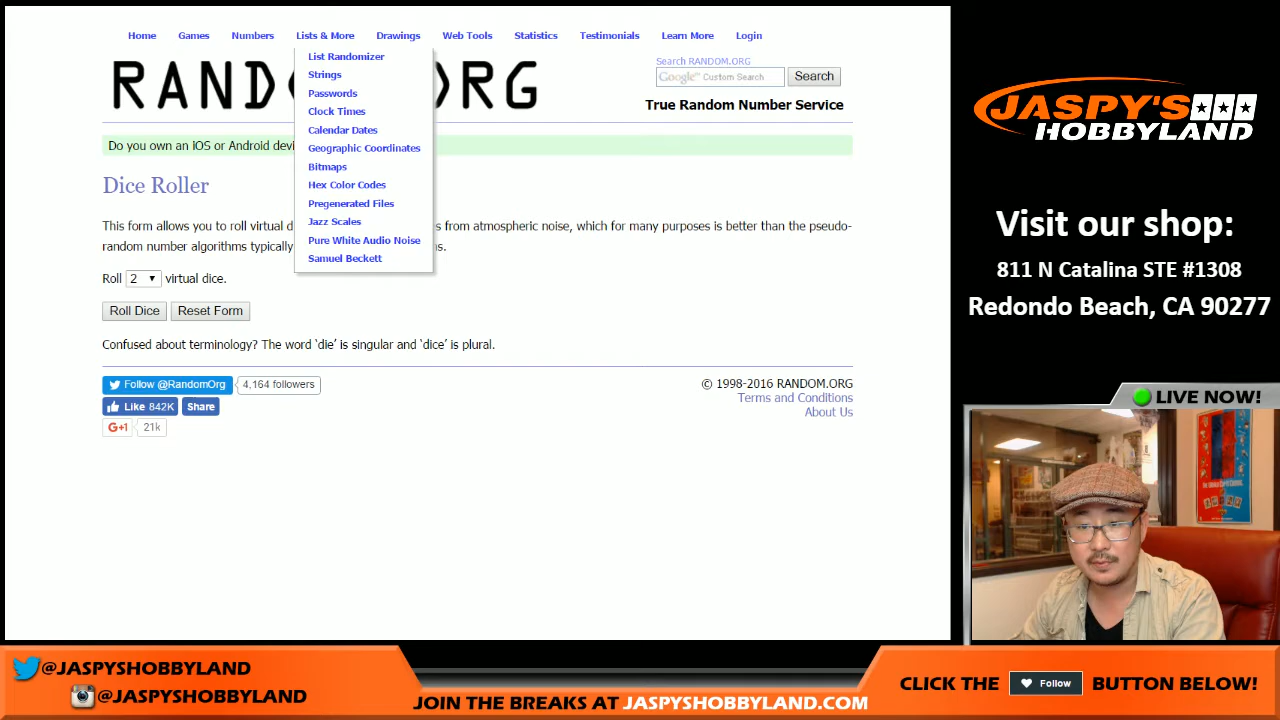 Home Games Numbers Lists & More Drawings Web Tools Statistics Testimonials Learn More Login
List Randomizer
Strings
Passwords
Clock Times
Calendar Dates
Geographic Coordinates
Bitmaps
Hex Color Codes
Pregenerated Files
Jazz Scales
Pure White Audio Noise
Samuel Beckett
RAND
.ORG
Search RANDOM.ORG
Google™ Custom Search Search
True Random Number Service
Do you own an iOS or Android devi
Dice Roller
This form allows you to roll virtual d from atmospheric noise, which for many purposes is better than the pseudo-
random number algorithms typically ns.
Roll 2 virtual dice.
Roll Dice Reset Form
Confused about terminology? The word ‘die’ is singular and ‘dice’ is plural.
Follow @RandomOrg 4,164 followers
Like 842K Share
G+1 21k
© 1998-2016 RANDOM.ORG
Terms and Conditions
About Us
JASPY'S
HOBBYLAND
Visit our shop:
811 N Catalina STE #1308
Redondo Beach, CA 90277
LIVE NOW!
@JASPYSHOBBYLAND
@JASPYSHOBBYLAND
JOIN THE BREAKS AT JASPYSHOBBYLAND.COM
CLICK THE Follow BUTTON BELOW!